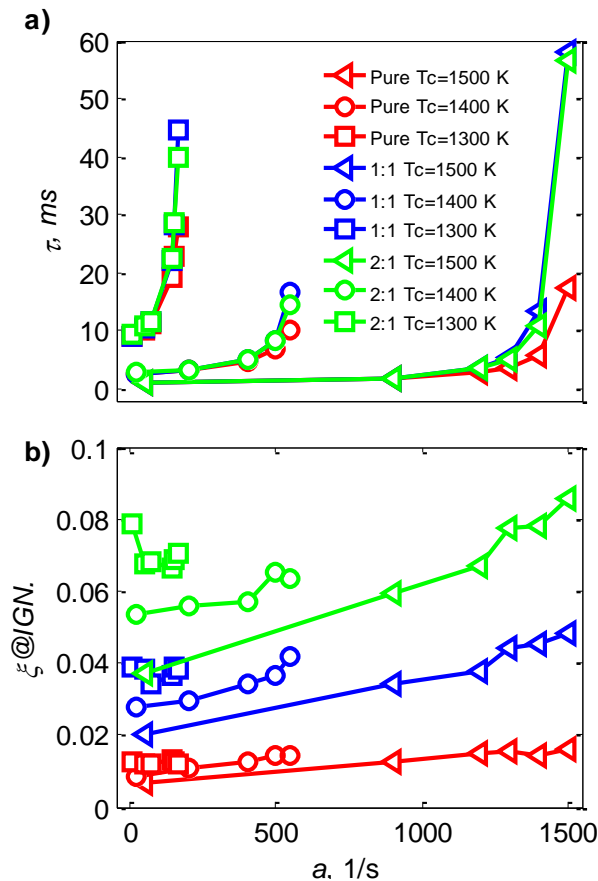 a)
τ, ms
60
50
40
30
20
10
0
Pure Tc=1500 K
Pure Tc=1400 K
Pure Tc=1300 K
1:1 Tc=1500 K
1:1 Tc=1400 K
1:1 Tc=1300 K
2:1 Tc=1500 K
2:1 Tc=1400 K
2:1 Tc=1300 K
b)
ξ@IGN.
0.1
0.08
0.06
0.04
0.02
0
0 500 1000 1500
a, 1/s